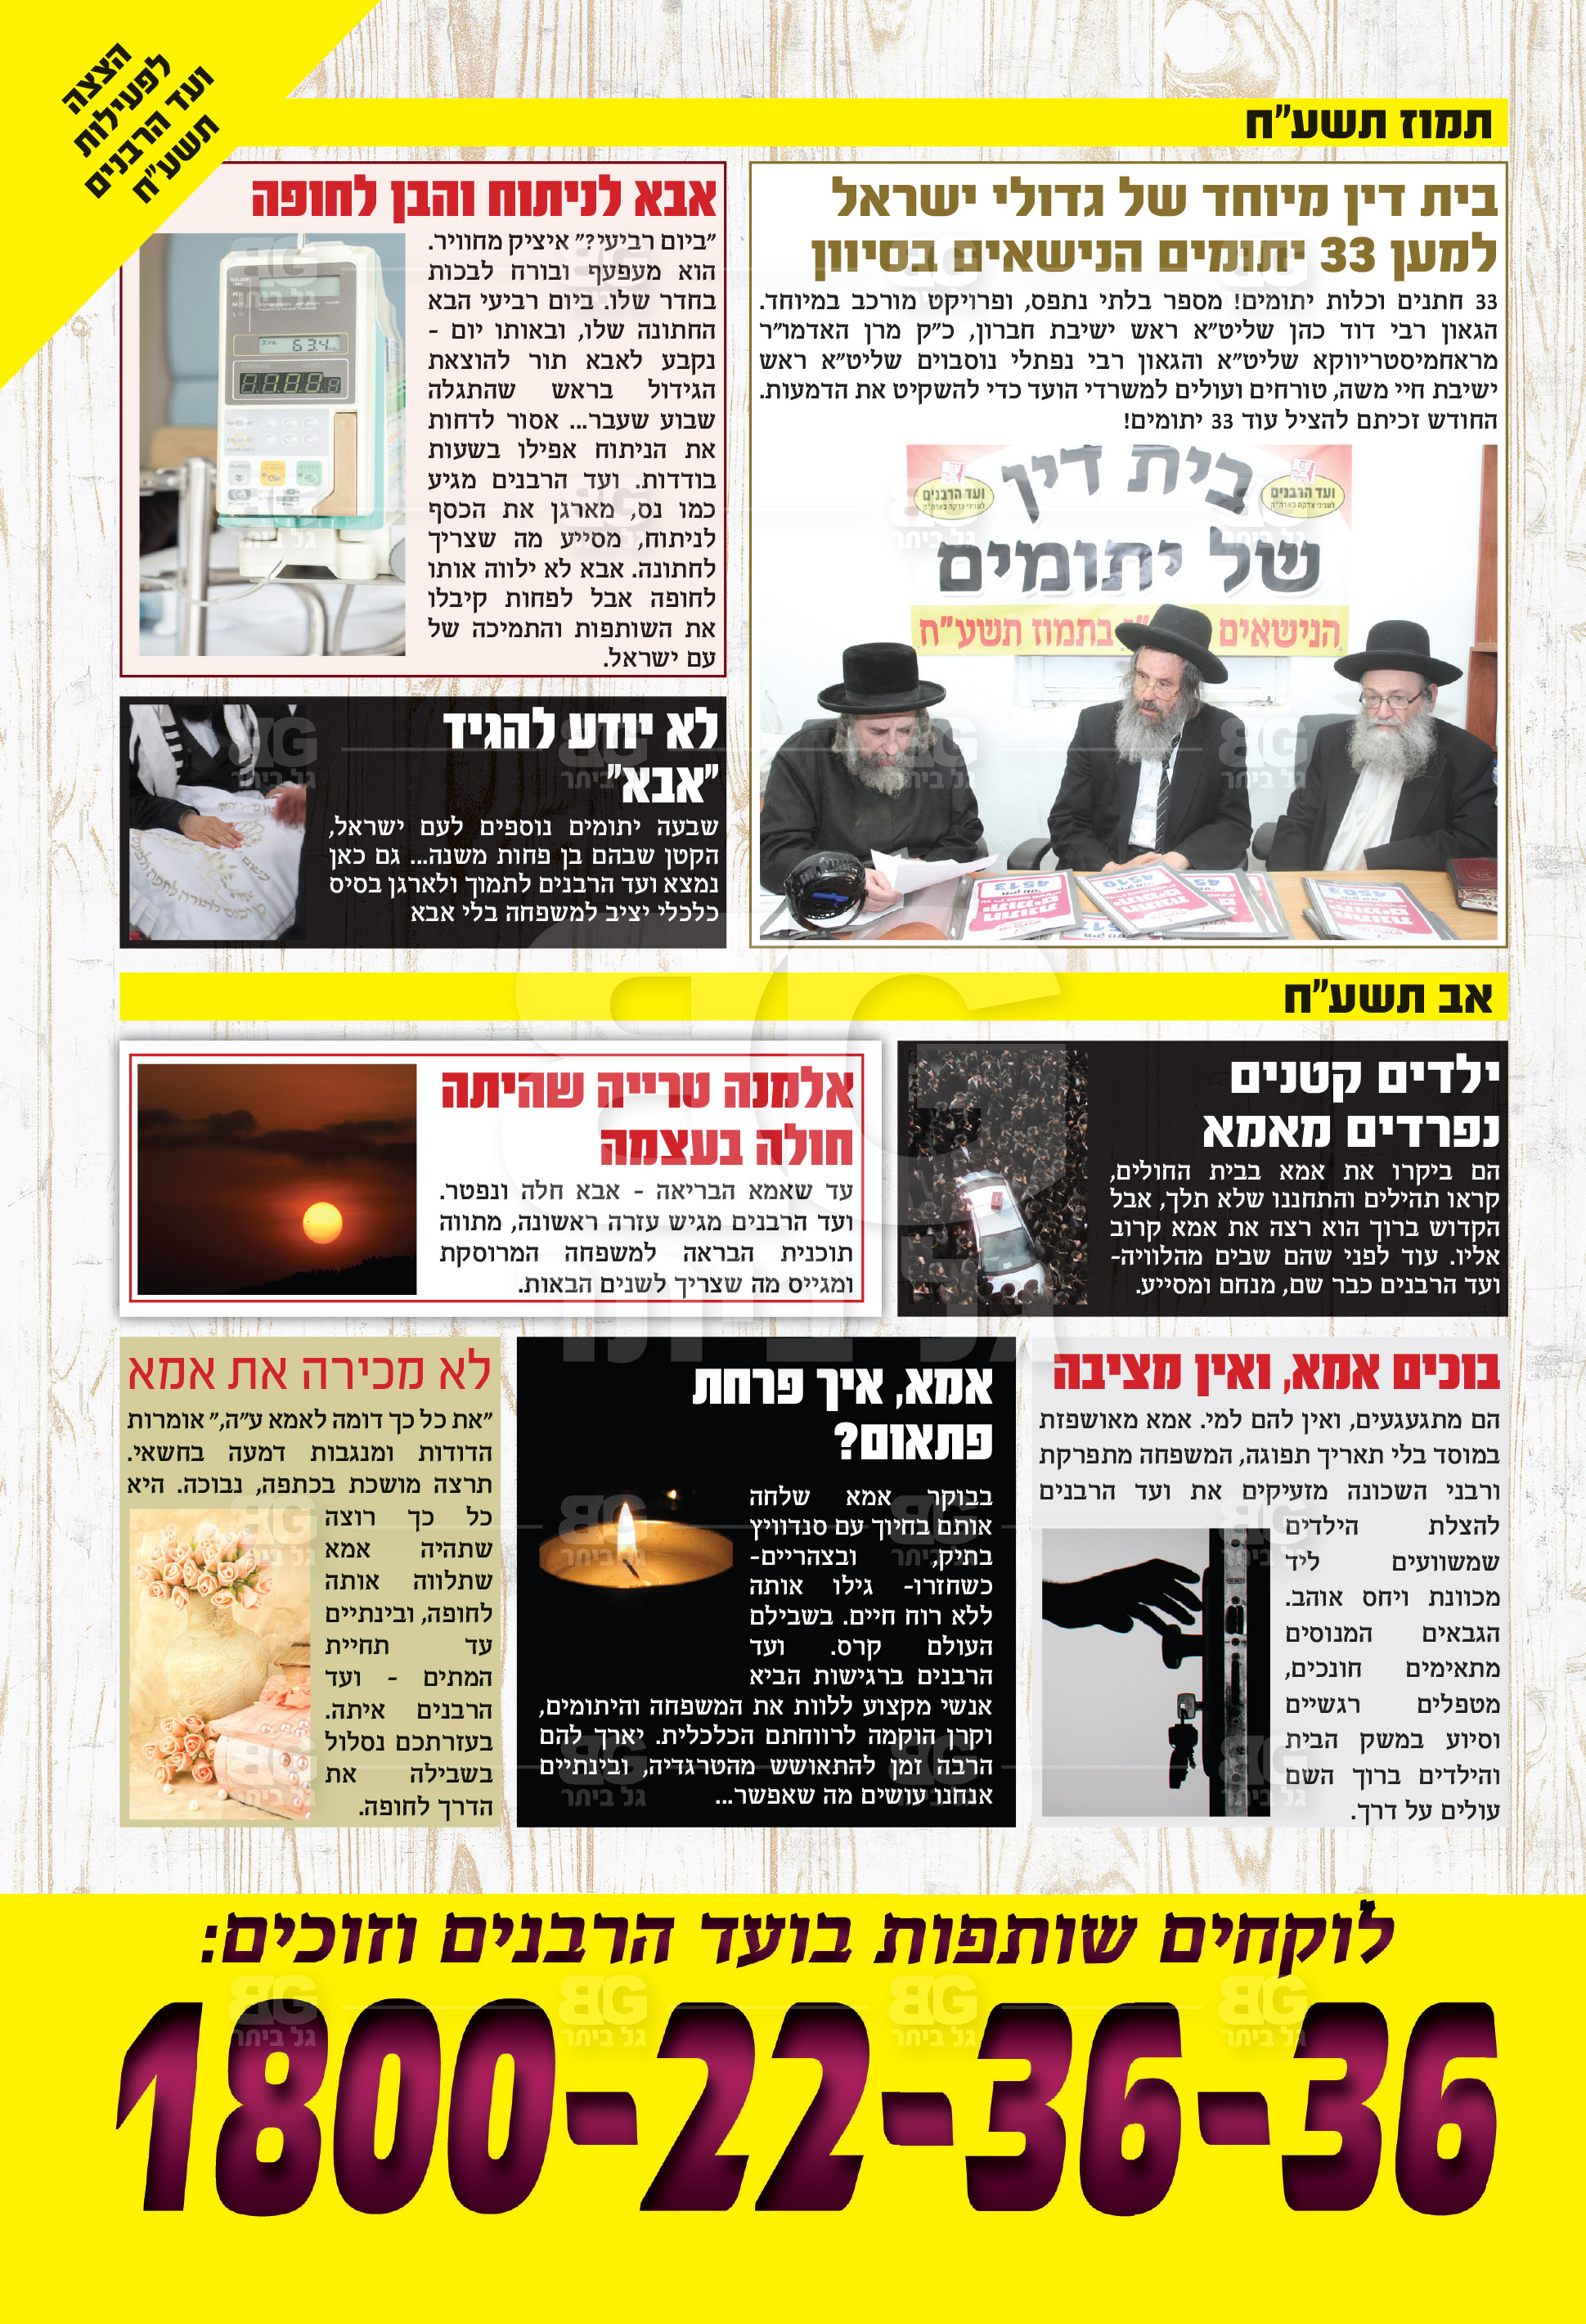 הצצה
לפעילות
ועד הרבנים
תשע"ח
תמוז תשע"ח
בית דין מיוחד של גדולי ישראל
למען 33 יתומים הנישאים בסיוון
33 חתנים וכלות יתומים! מספר בלתי נתפס, ופרויקט מורכב במיוחד.
הגאון רבי דוד כהן שליט"א ראש ישיבת חברון, כ"ק מרן האדמו"ר
מראחמיסטריווקא שליט"א והגאון רבי נפתלי נוסבוים שליט"א ראש
ישיבת חיי משה, טורחים ועולים למשרדי הועד כדי להשקיט את הדמעות.
החודש זכיתם להציל עוד 33 יתומים!
ועד הרבנים
לעניני צדקה בארה"ק
בית דין
ועד הרבנים
לעניני צדקה בארה"ק
של יתומים
הנישאים
בתמוז תשע"ח
4513
4510
45
4503
אבא לניתוח והבן לחופה
"ביום רביעי?" איציק מחוויר.
הוא מעפעף ובורח לבכות
בחדר שלו. ביום רביעי הבא
החתונה שלו, ובאותו יום -
נקבע לאבא תור להוצאת
הגידול בראש שהתגלה
שבוע שעבר... אסור לדחות
את הניתוח אפילו בשעות
בודדות. ועד הרבנים מגיע
כמו נס, מארגן את הכסף
לניתוח, מסייע מה שצריך
לחתונה. אבא לא ילווה אותו
לחופה אבל לפחות קיבלו
את השותפות והתמיכה של
עם ישראל.
63.4
לא יודע להגיד
"אבא"
שבעה יתומים נוספים לעם ישראל,
הקטן שבהם בן פחות משנה... גם כאן
נמצא ועד הרבנים לתמוך ולארגן בסיס
כלכלי יציב למשפחה בלי אבא
אב תשע"ח
ילדים קטנים
נפרדים מאמא
הם ביקרו את אמא בבית החולים,
קראו תהילים והתחננו שלא תלך, אבל
הקדוש ברוך הוא רצה את אמא קרוב
אליו. עוד לפני שהם שבים מהלוויה-
ועד הרבנים כבר שם, מנחם ומסייע.
אלמנה טרייה שהיתה
חולה בעצמה
עד שאמא הבריאה - אבא חלה ונפטר.
ועד הרבנים מגיש עזרה ראשונה, מתווה
תוכנית הבראה למשפחה המרוסקת
ומגייס מה שצריך לשנים הבאות.
בוכים אמא, ואין מציבה
הם מתגעגעים, ואין להם למי. אמא מאושפזת
במוסד בלי תאריך תפוגה, המשפחה מתפרקת
ורבני השכונה מזעיקים את ועד הרבנים
להצלת הילדים
שמשוועים ליד
מכוונת ויחס אוהב.
הגבאים המנוסים
מתאימים חונכים,
מטפלים רגשיים
וסיוע במשק הבית
והילדים ברוך השם
עולים על דרך.
אמא, איך פרחת
פתאום?
בבוקר אמא שלחה
אותם בחיוך עם סנדוויץ
בתיק, ובצהריים-
כשחזרו- גילו אותה
ללא רוח חיים. בשבילם
העולם קרס. ועד
הרבנים ברגישות הביא
אנשי מקצוע ללוות את המשפחה והיתומים,
וקרן הוקמה לרווחתם הכלכלית. יארך להם
הרבה זמן להתאושש מהטרגדיה, ובינתיים
אנחנו עושים מה שאפשר...
לא מכירה את אמא
"את כל כך דומה לאמא ע"ה," אומרות
הדודות ומנגבות דמעה בחשאי.
תרצה מושכת בכתפה, נבוכה. היא
כל כך רוצה
שתהיה אמא
שתלווה אותה
לחופה, ובינתיים
עד תחיית
המתים - ועד
הרבנים איתה.
בעזרתכם נסלול
בשבילה את
הדרך לחופה.
לוקחים שותפות בועד הרבנים וזוכים:
1800-22-36-36
BG
גל ביתר